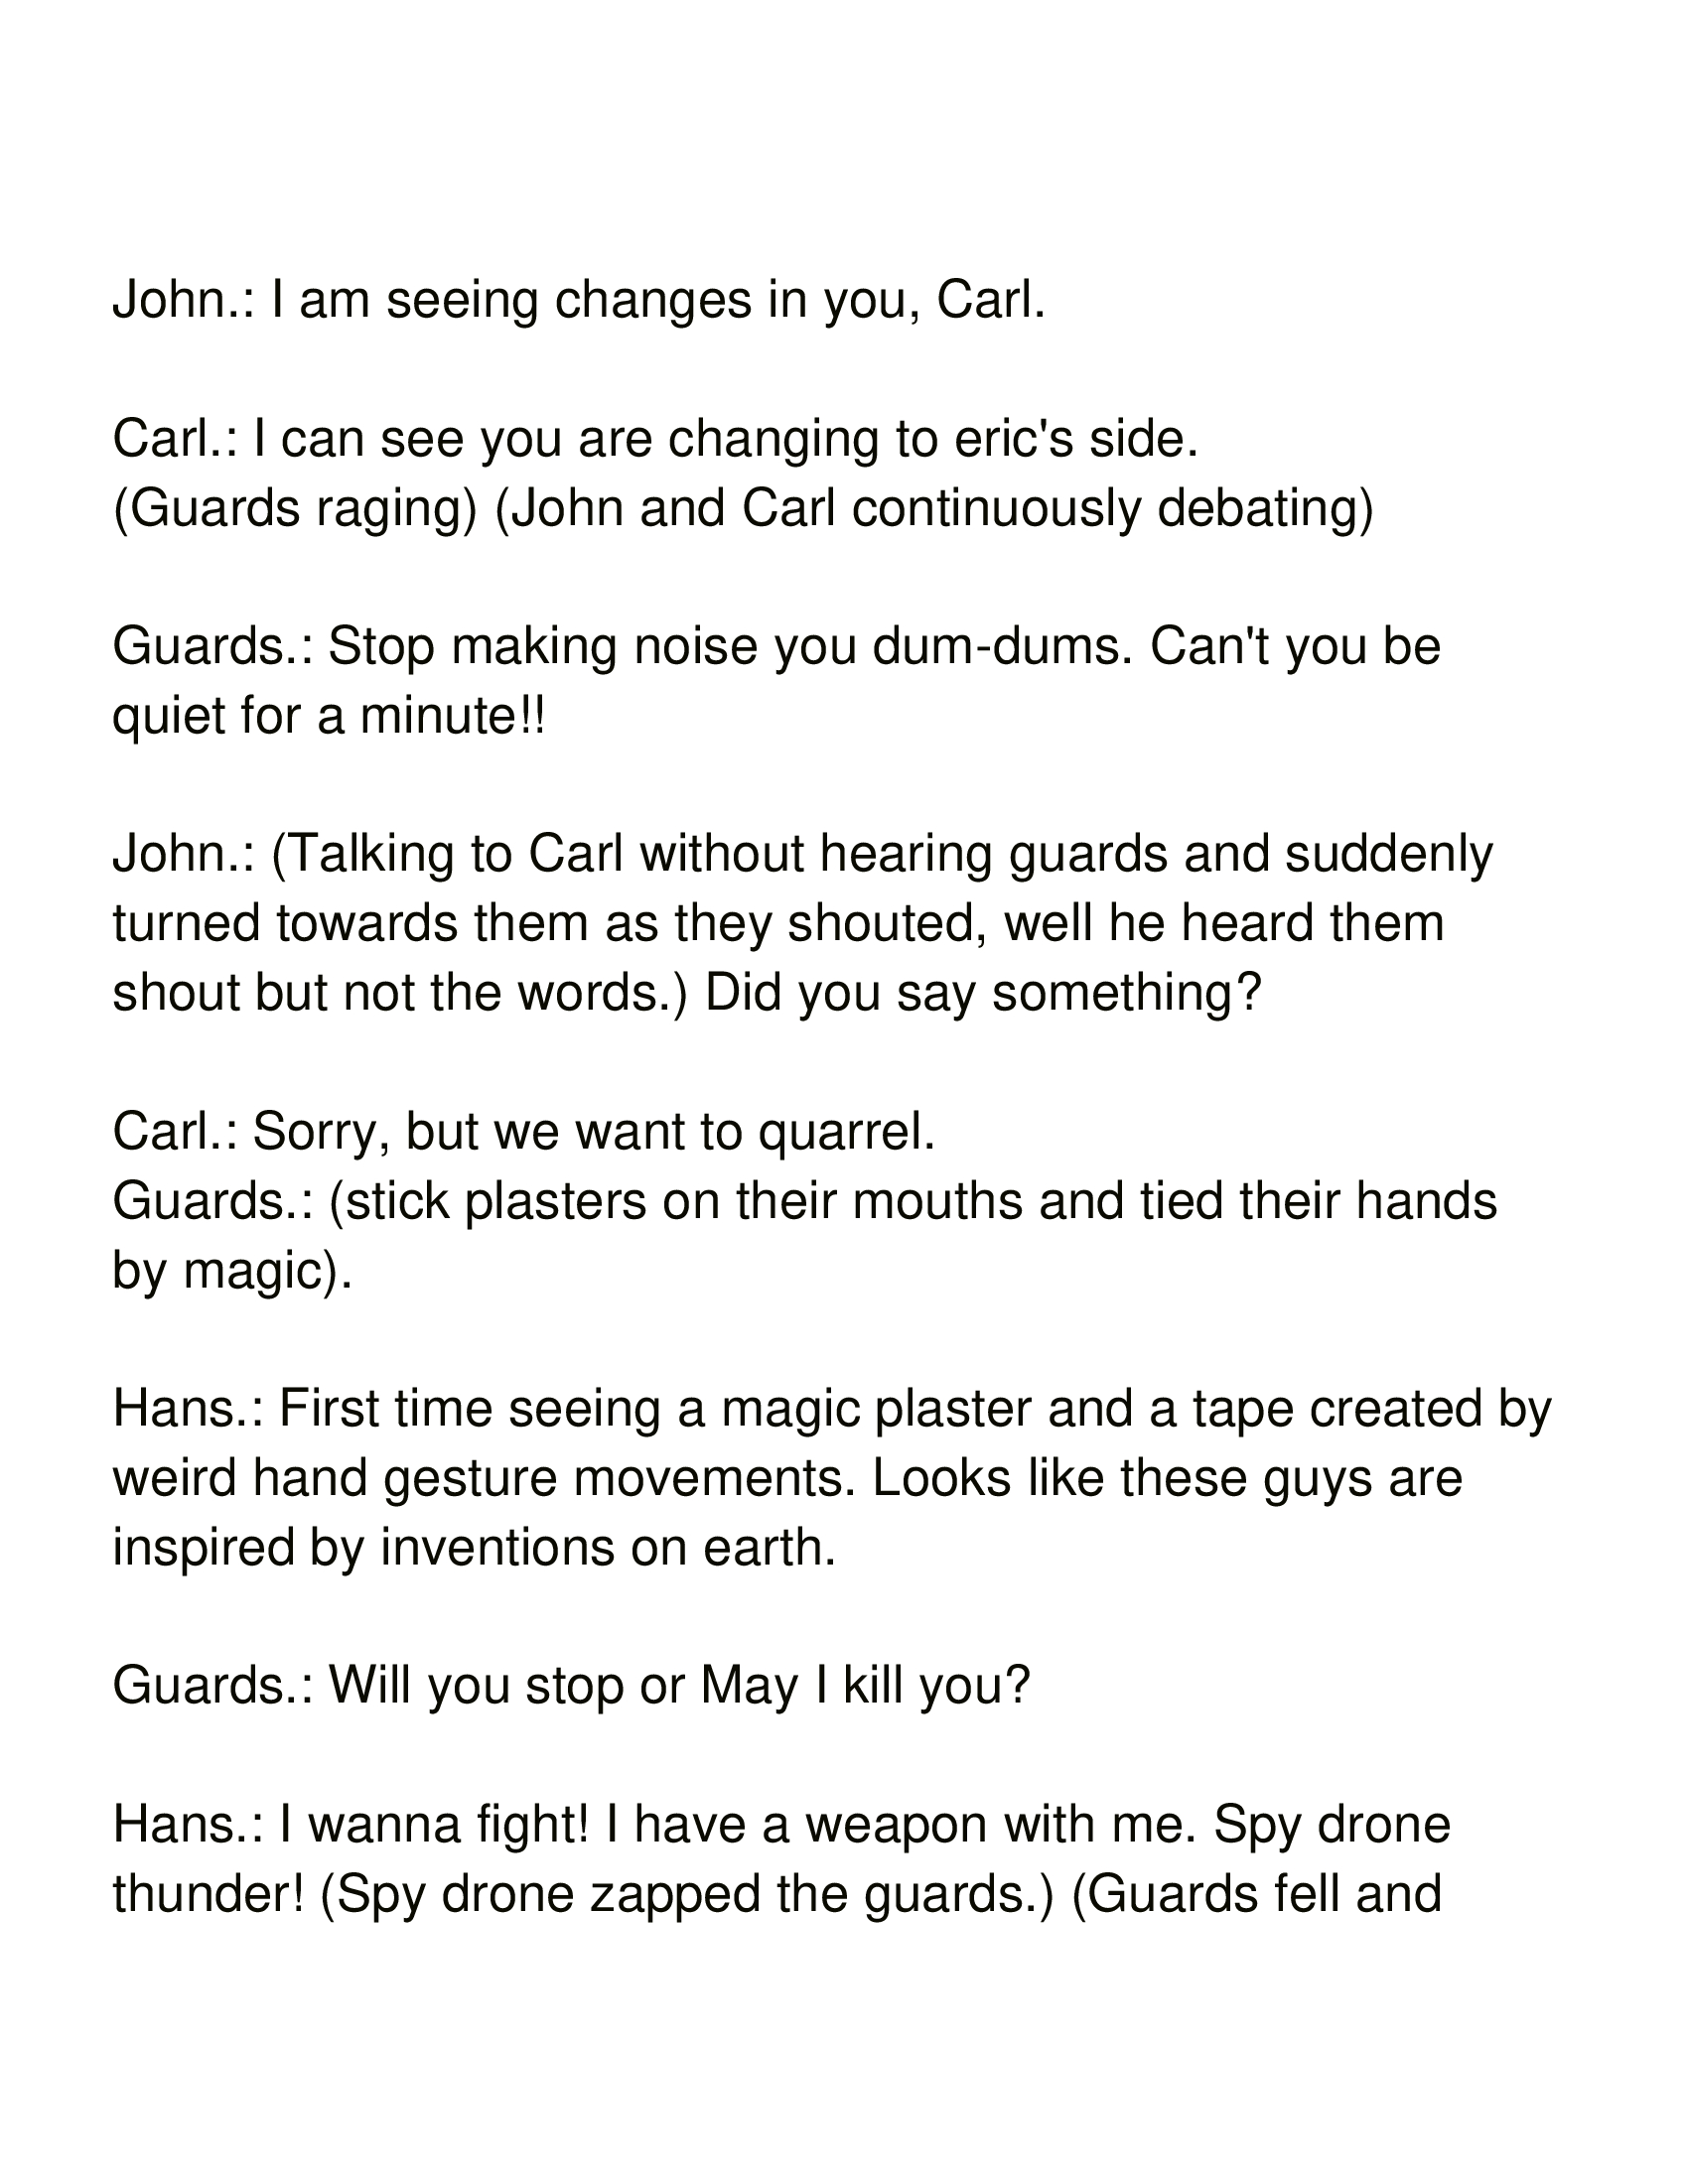 John.: I am seeing changes in you, Carl.
Carl.: I can see you are changing to eric's side.
(Guards raging) (John and Carl continuously debating)
Guards.: Stop making noise you dum-dums. Can't you be
quiet for a minute!!
John.: (Talking to Carl without hearing guards and suddenly
turned towards them as they shouted, well he heard them
shout but not the words.) Did you say something?
Carl.: Sorry, but we want to quarrel.
Guards.: (stick plasters on their mouths and tied their hands
by magic).
Hans.: First time seeing a magic plaster and a tape created by
weird hand gesture movements. Looks like these guys are
inspired by inventions on earth.
Guards.: Will you stop or May I kill you?
Hans.: I wanna fight! I have a weapon with me. Spy drone
thunder! (Spy drone zapped the guards.) (Guards fell and